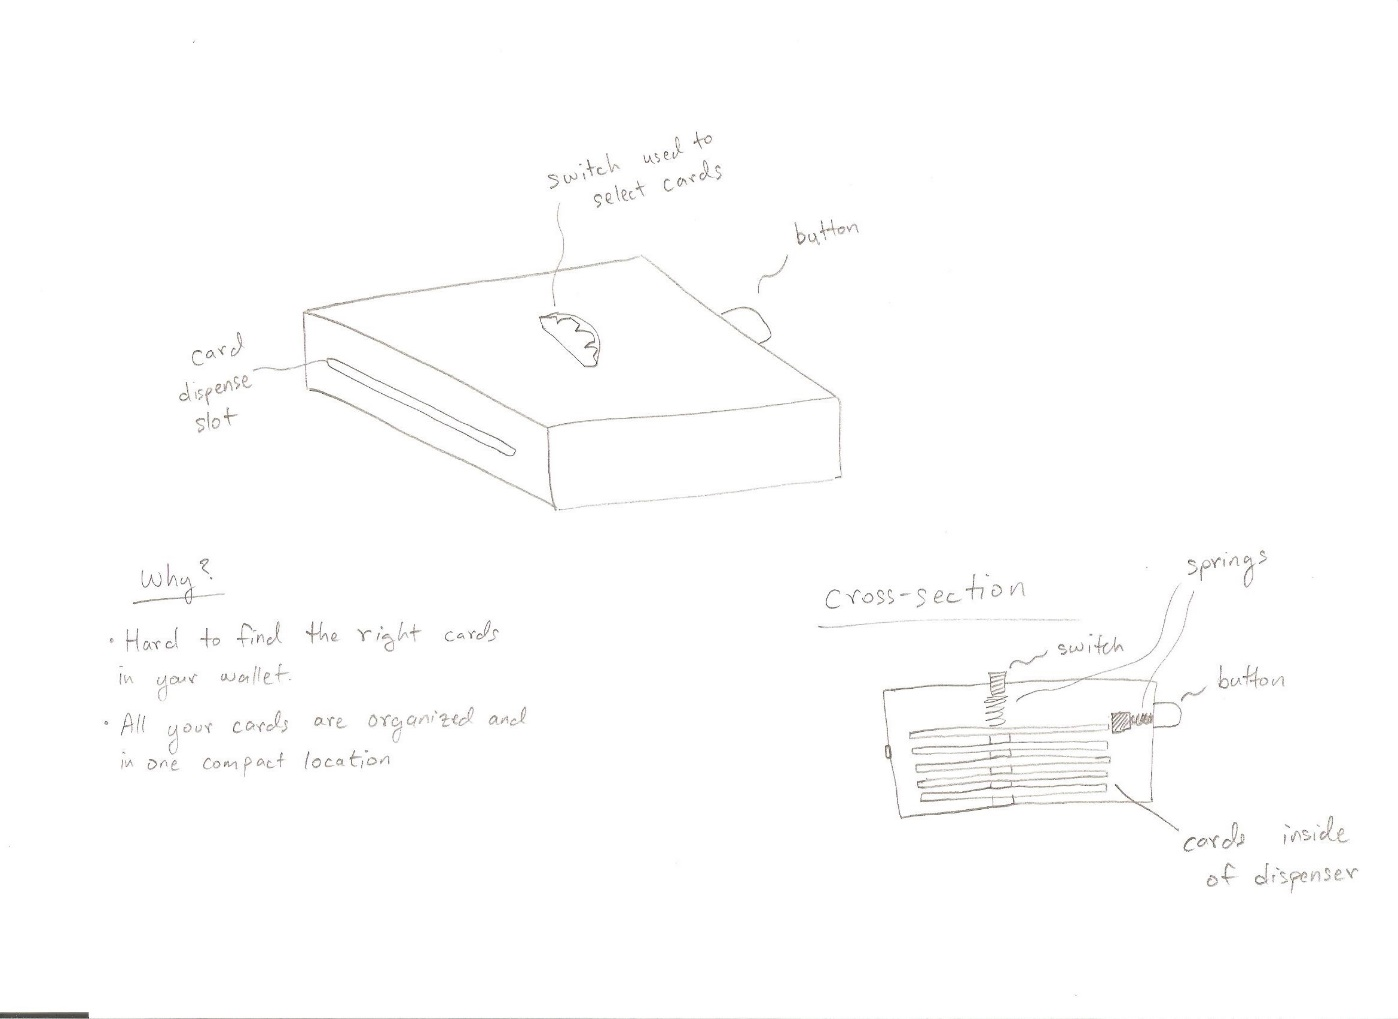 switch used to
select cards
button
card
dispense
slot
Why?
• Hard to find the right cards
in your wallet.
• All your cards are organized and
in one compact location
cross-section
springs
switch
button
cards inside
of dispenser